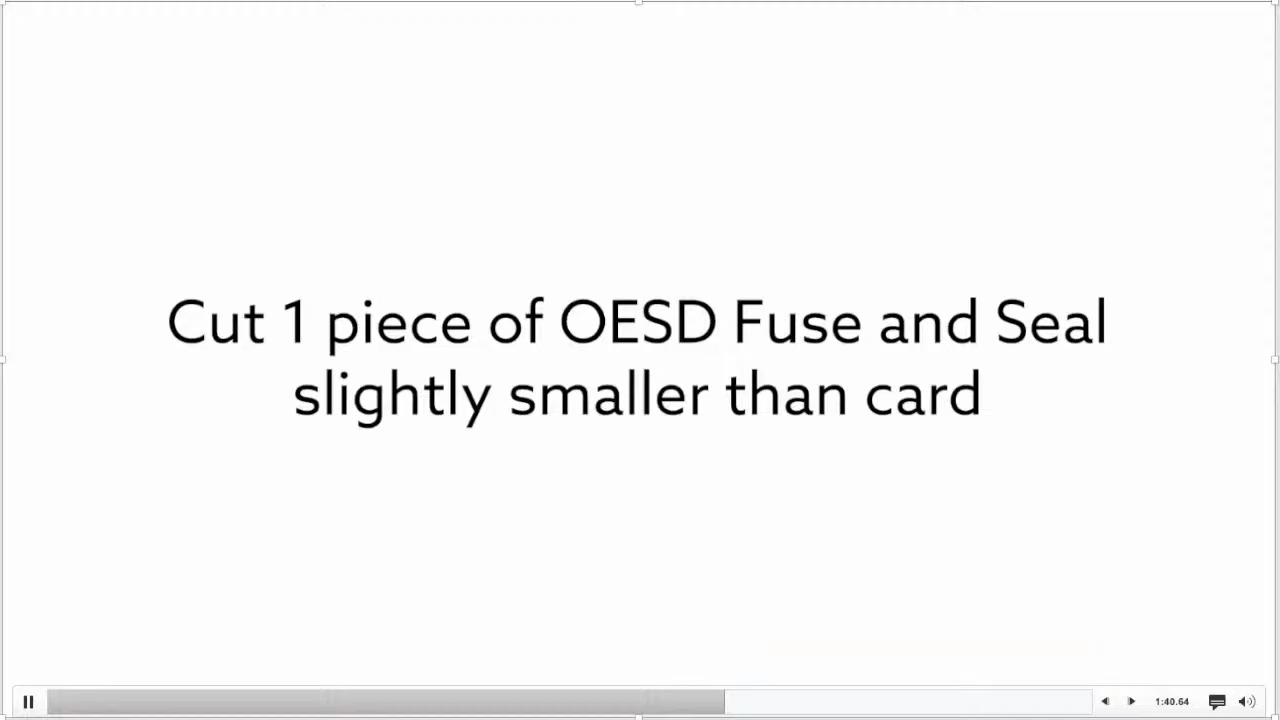 Cut 1 piece of OESD Fuse and Seal
slightly smaller than card
1:40.64